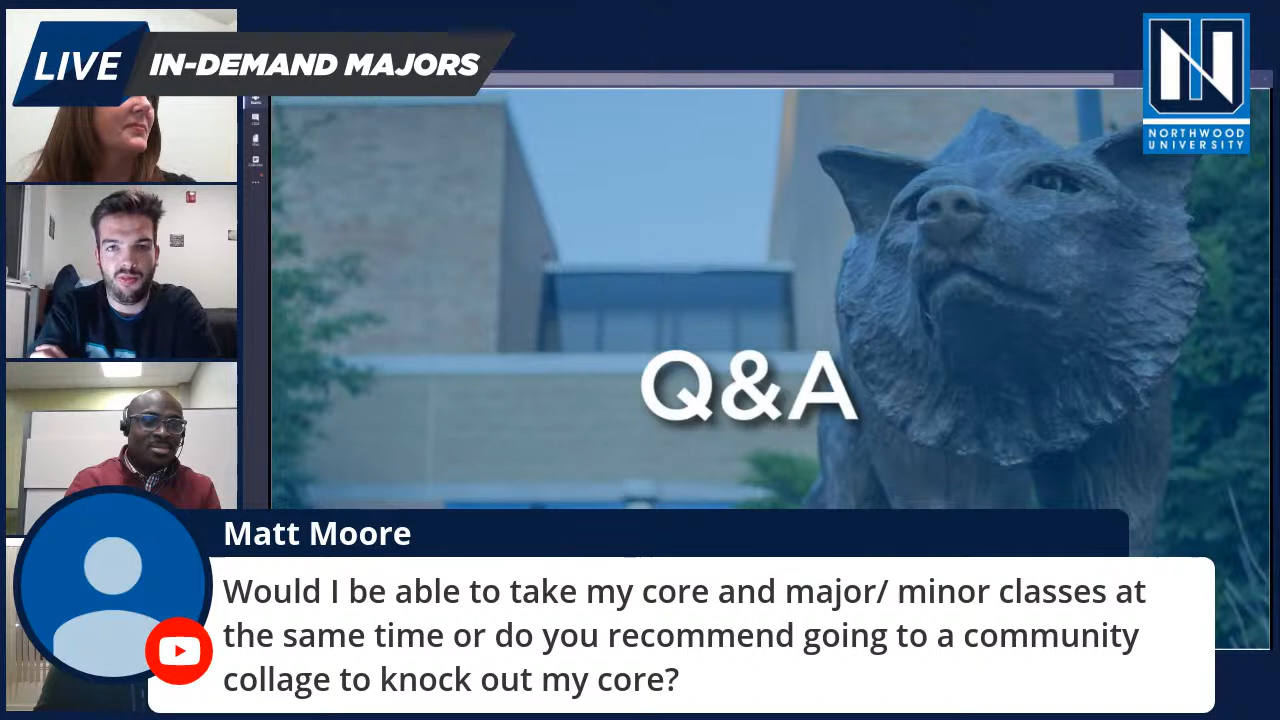 LIVE IN-DEMAND MAJORS
NORTHWOOD
UNIVERSITY
Q&A
Matt Moore
Would I be able to take my core and major/ minor classes at
the same time or do you recommend going to a community
collage to knock out my core?